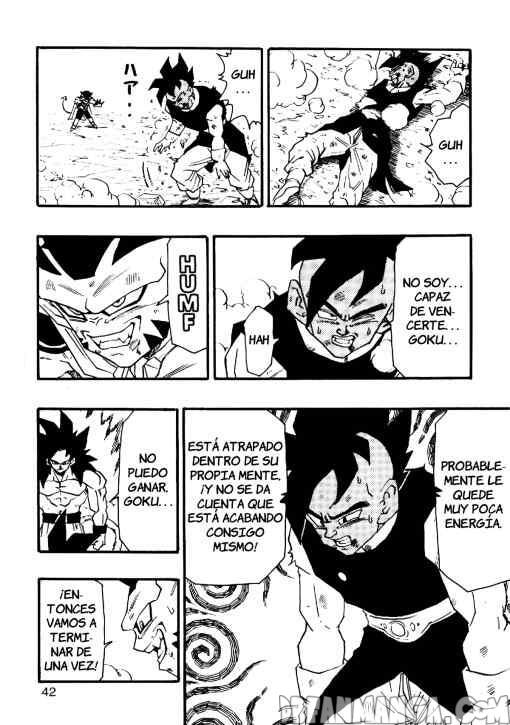 GUH
...
GUH
...
ハア・・
NO SOY...
CAPAZ
DE VEN-
CERTE...
GOKU...
HAH
HUMF
PROBABLE-
MENTE LE
QUEDE
MUY POCA
ENERGÍA.
ESTÁ ATRAPADO
DENTRO DE SU
PROPIA MENTE.
¡Y NO SE DA
CUENTA QUE
ESTÁ ACABANDO
CONSIGO
MISMO!
NO
PUEDO
GANAR,
GOKU...
¡EN-
TONCES
VAMOS A
TERMI-
NAR DE
UNA VEZ!
42
DBFANMANGA.COM